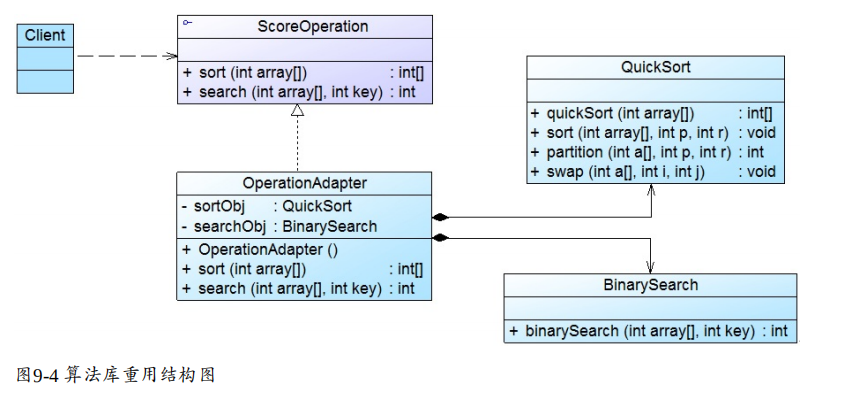 Client
ScoreOperation
+ sort (int array[]) : int[]
+ search (int array[], int key) : int
QuickSort
+ quickSort (int array[]) : int[]
+ sort (int array[], int p, int r) : void
+ partition (int a[], int p, int r) : int
+ swap (int a[], int i, int j) : void
OperationAdapter
- sortObj : QuickSort
- searchObj : BinarySearch
+ OperationAdapter ()
+ sort (int array[]) : int[]
+ search (int array[], int key) : int
BinarySearch
+ binarySearch (int array[], int key) : int
图9-4 算法库重用结构图